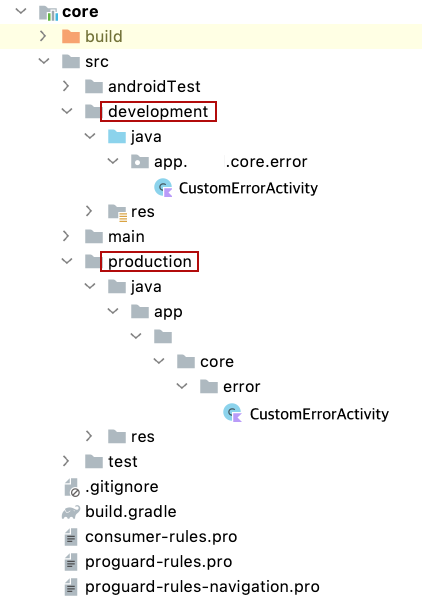 core
build
src
androidTest
development
java
app. .core.error
CustomErrorActivity
res
main
production
java
app
core
error
CustomErrorActivity
res
test
.gitignore
build.gradle
consumer-rules.pro
proguard-rules.pro
proguard-rules-navigation.pro